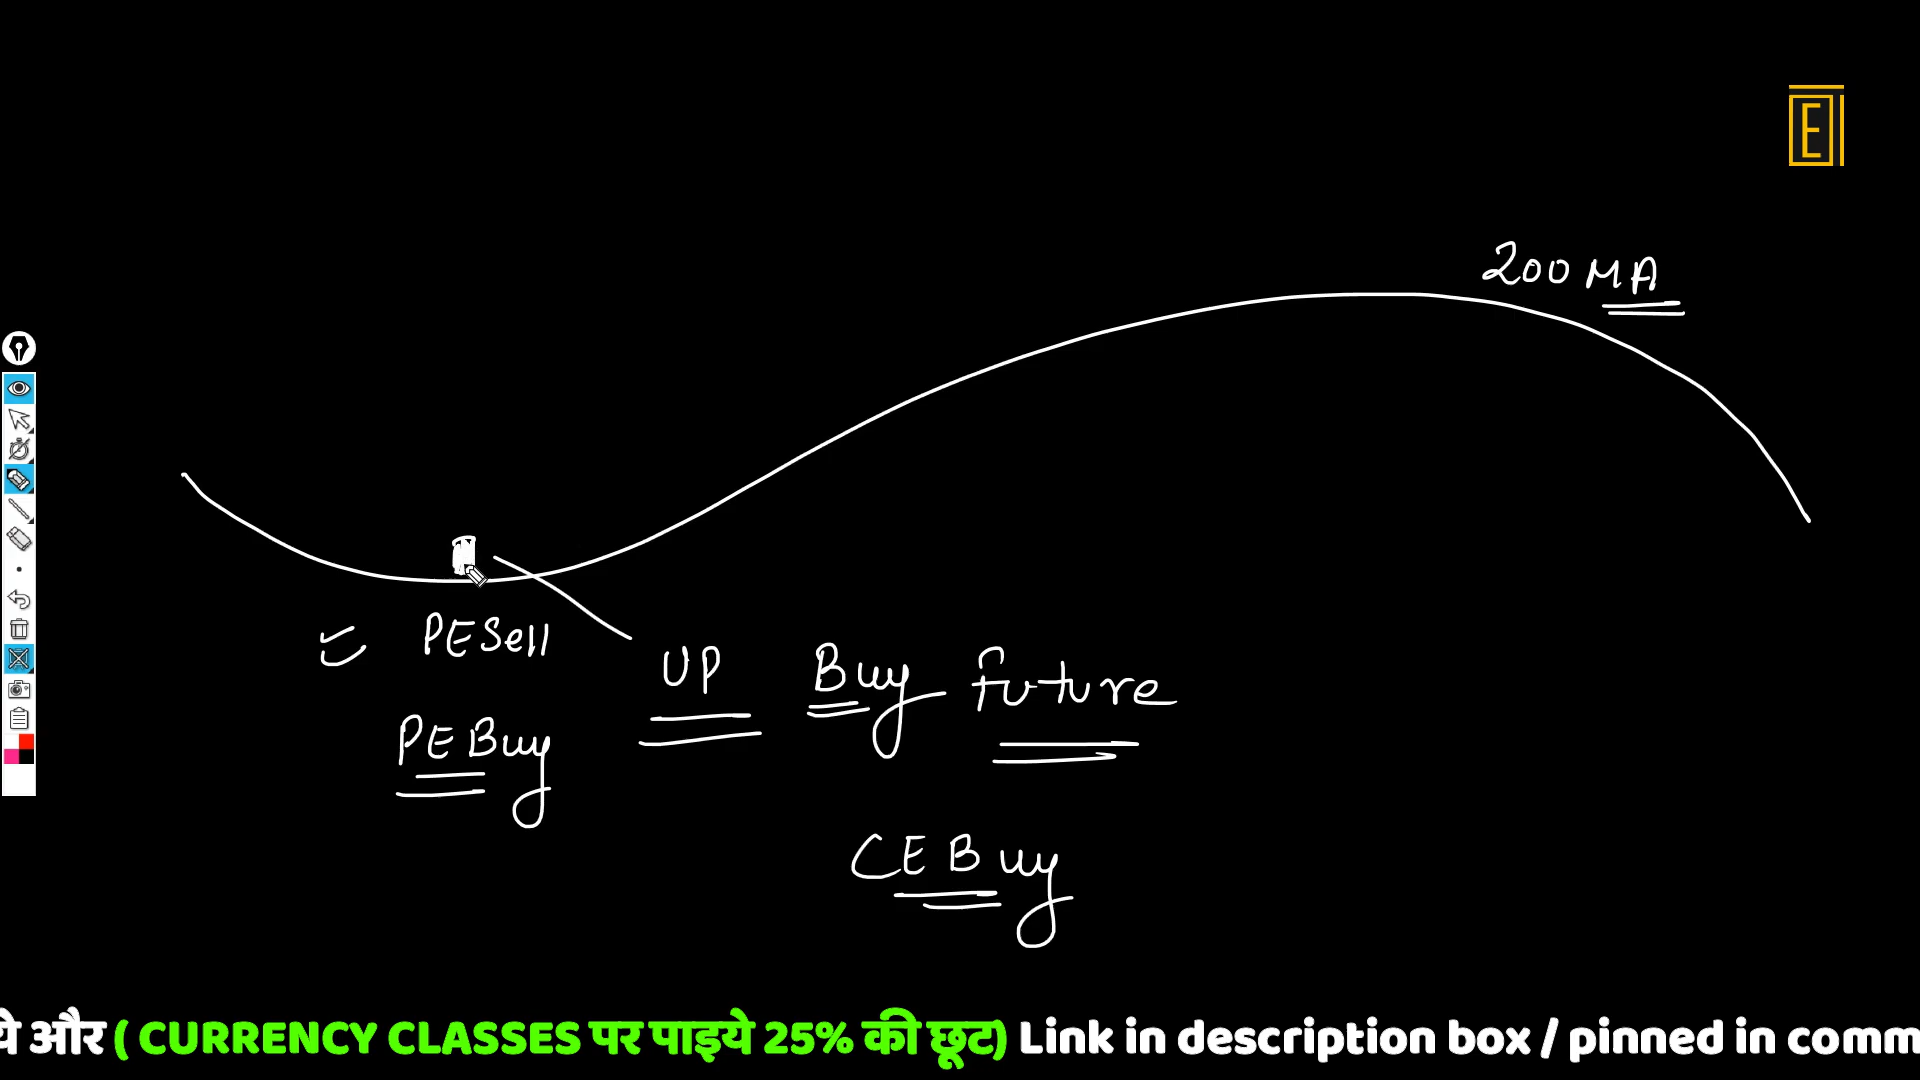 E
200 MA
PE Sell
UP Buy future
PE Buy
CE Buy
ये और ( CURRENCY CLASSES पर पाइये 25% की छूट) Link in description box / pinned in comm